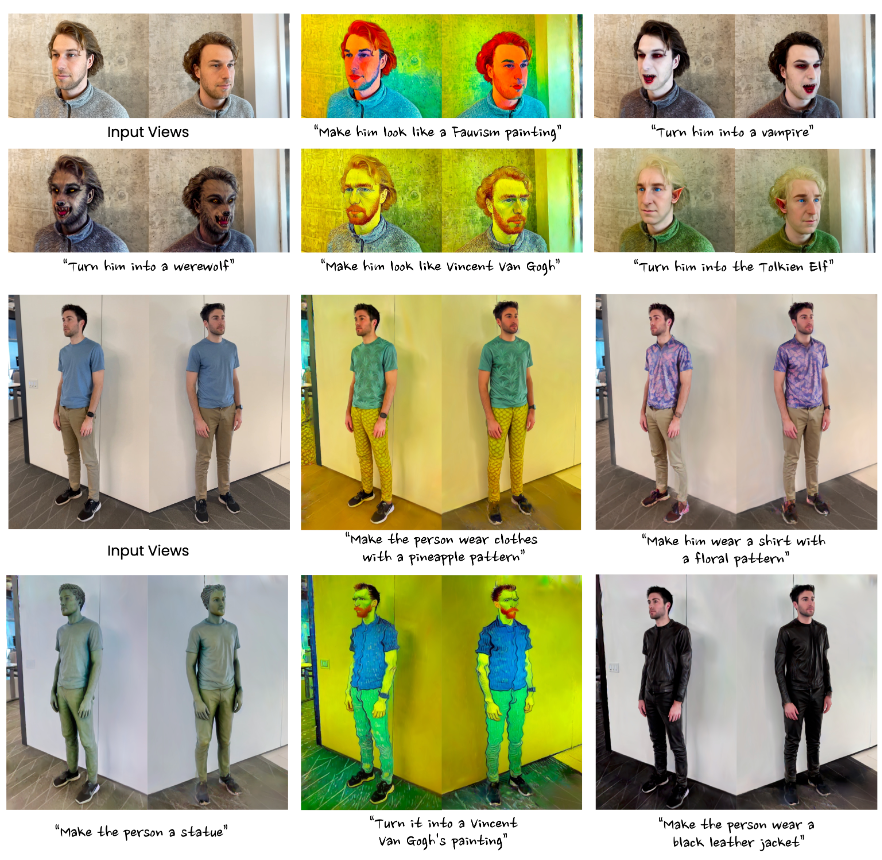 Input Views
"Make him look like a Fauvism painting"
"Turn him into a vampire"
"Turn him into a werewolf"
"Make him look like Vincent Van Gogh"
"Turn him into the Tolkien Elf"
Input Views
"Make the person wear clothes
with a pineapple pattern"
"Make him wear a shirt with
a floral pattern"
"Make the person a statue"
"Turn it into a Vincent
Van Gogh's painting"
"Make the person wear a
black leather jacket"